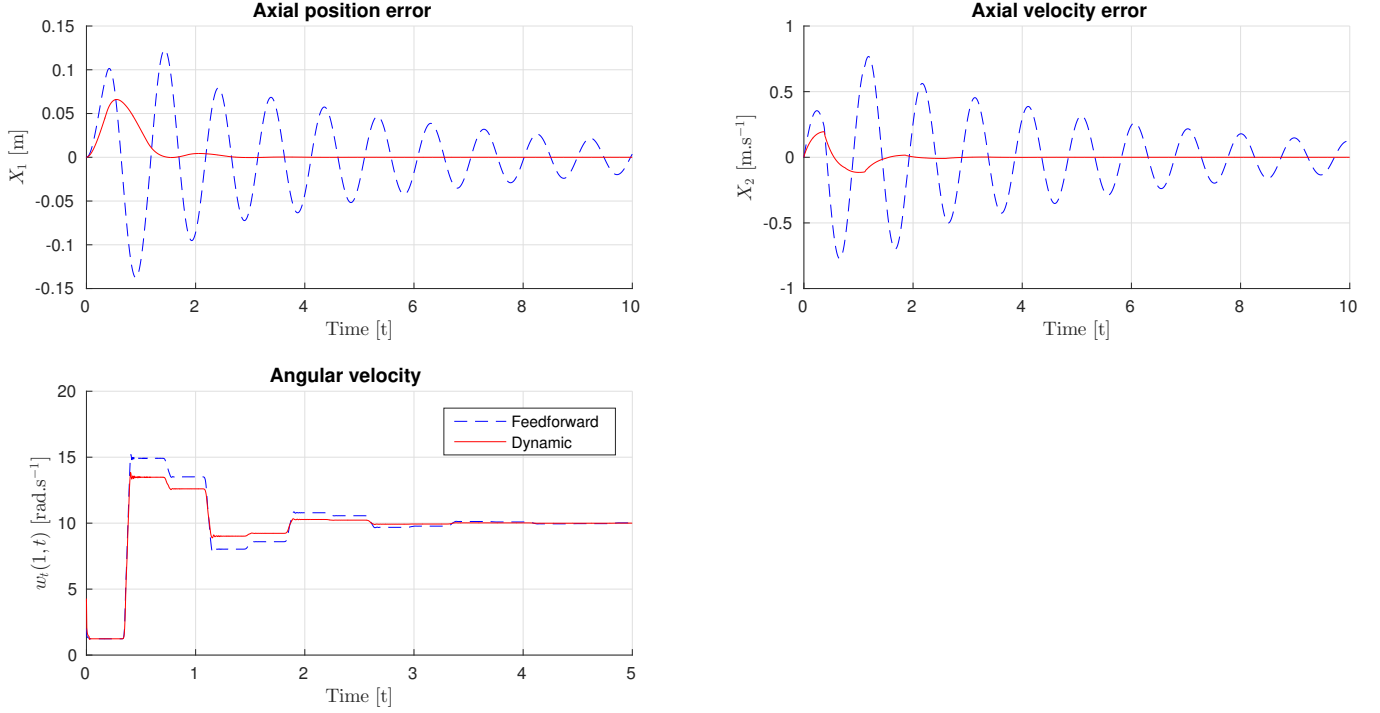 Axial position error
0.15
0.1
0.05
0
-0.05
-0.1
-0.15
X₁ [m]
0 2 4 6 8 10
Time [t]
Axial velocity error
1
0.5
0
-0.5
-1
X₂ [m.s⁻¹]
0 2 4 6 8 10
Time [t]
Angular velocity
20
15
10
5
0
wₜ(1, t) [rad.s⁻¹]
Feedforward
Dynamic
0 1 2 3 4 5
Time [t]